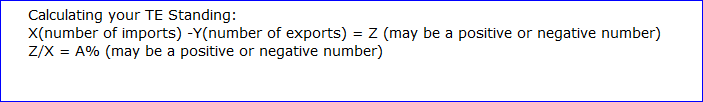 Calculating your TE Standing:
X(number of imports) -Y(number of exports) = Z (may be a positive or negative number)
Z/X = A% (may be a positive or negative number)